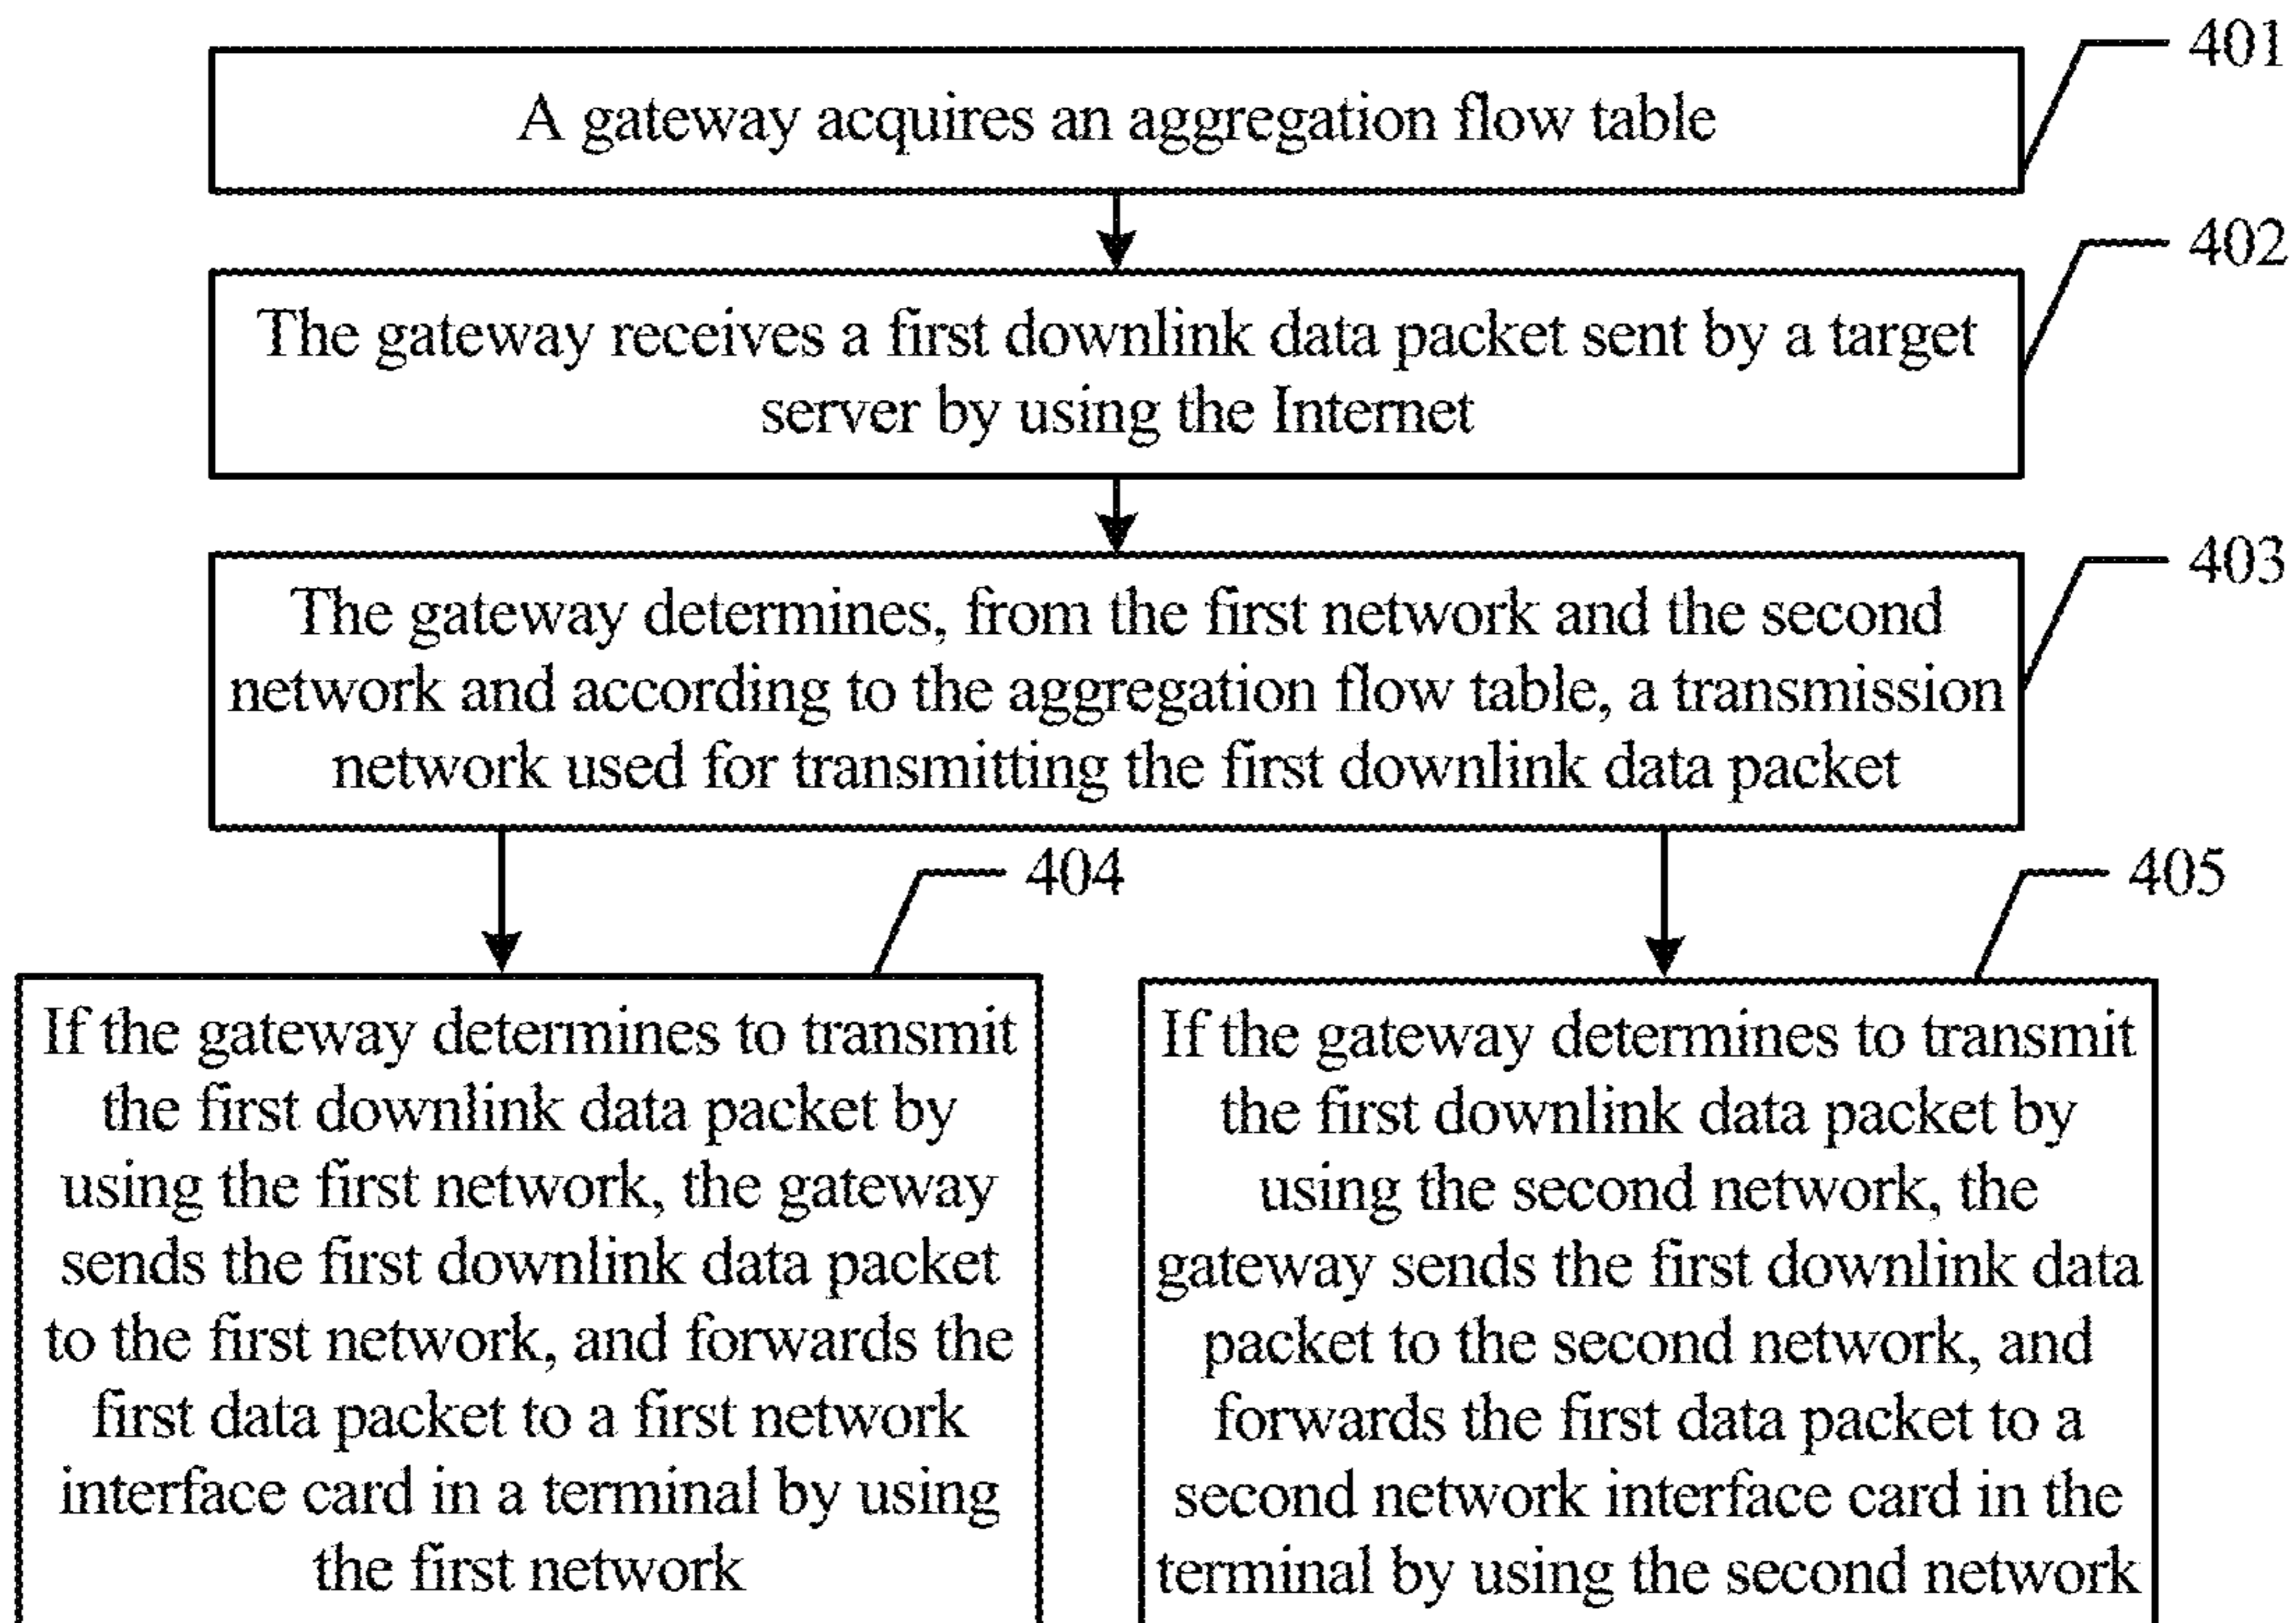 401
A gateway acquires an aggregation flow table
402
The gateway receives a first downlink data packet sent by a target
server by using the Internet
403
The gateway determines, from the first network and the second
network and according to the aggregation flow table, a transmission
network used for transmitting the first downlink data packet
404
If the gateway determines to transmit
the first downlink data packet by
using the first network, the gateway
sends the first downlink data packet
to the first network, and forwards the
first data packet to a first network
interface card in a terminal by using
the first network
405
If the gateway determines to transmit
the first downlink data packet by
using the second network, the
gateway sends the first downlink data
packet to the second network, and
forwards the first data packet to a
second network interface card in the
terminal by using the second network